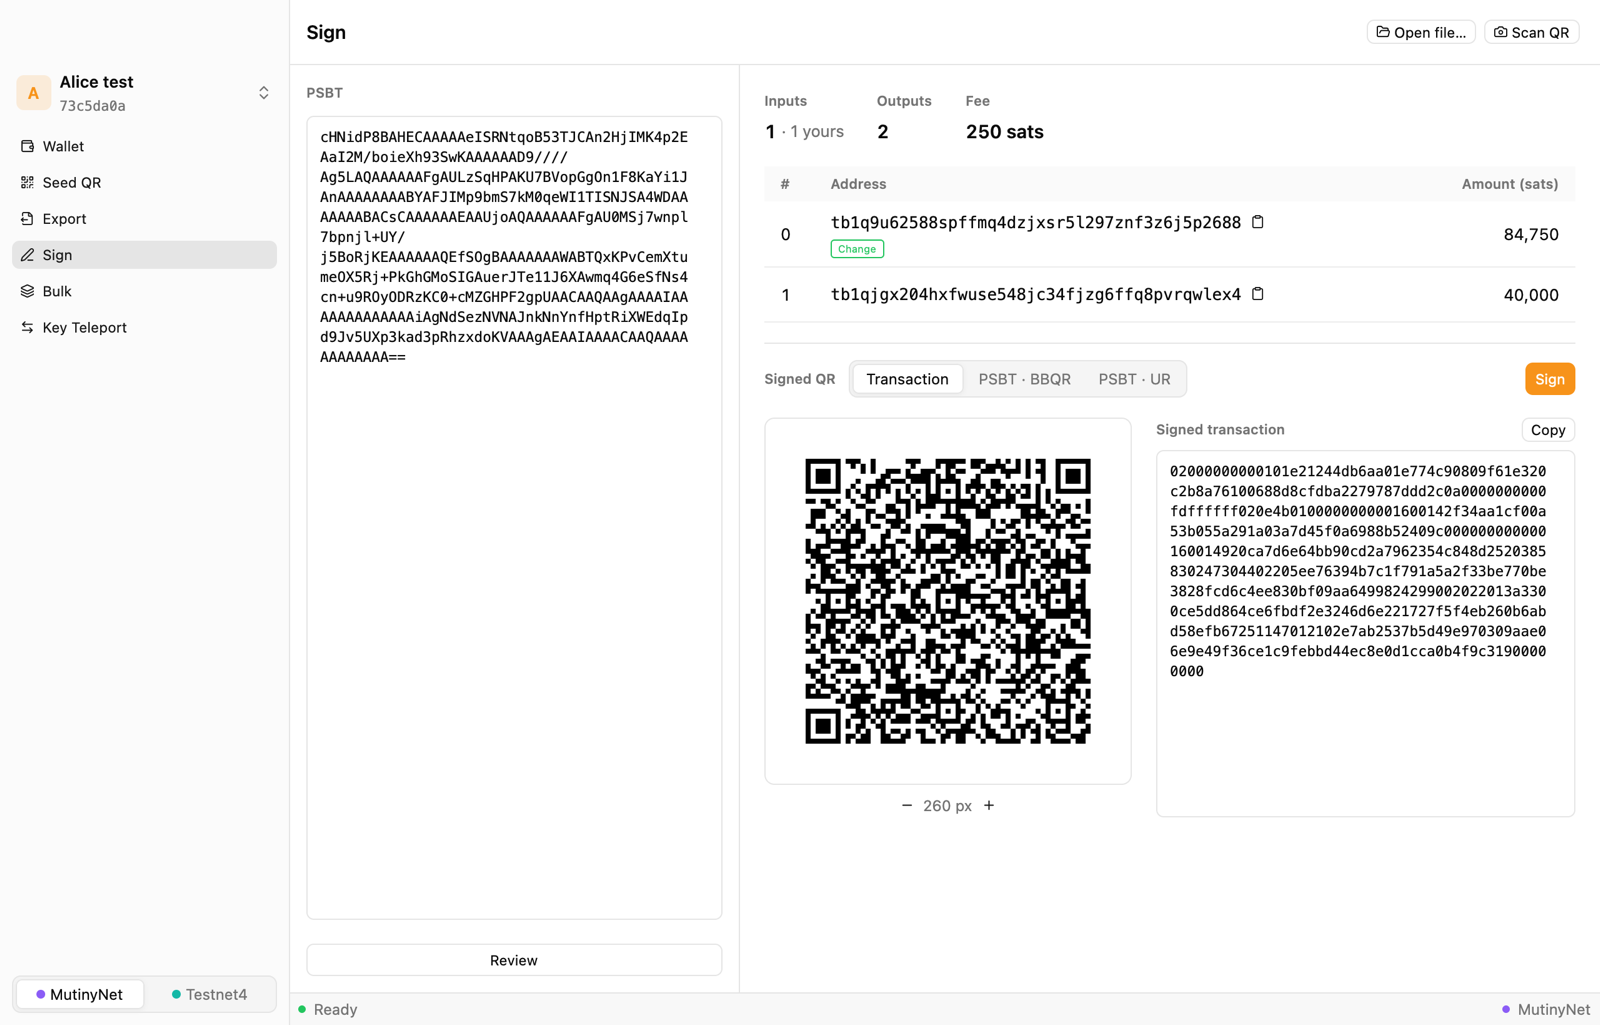 Sign
Open file...
Scan QR
A
Alice test
73c5da0a
Wallet
Seed QR
Export
Sign
Bulk
Key Teleport
MutinyNet
Testnet4
PSBT
cHNidP8BAHECAAAAAeISRNtqoB53TJCAn2HjIMK4p2E
AaI2M/boieXh93SwKAAAAAAD9////
Ag5LAQAAAAAAFgAULzSqHPAKU7BVopGgOn1F8KaYi1J
AnAAAAAAAABYAFJIMp9bmS7kM0qeWI1TISNJSA4WDAA
AAAAABACsCAAAAAAEAAUjoAQAAAAAAFgAU0MSj7wnpl
7bpnjl+UY/
j5BoRjKEAAAAAAQEfSOgBAAAAAAAWABTQxKPvCemXtu
meOX5Rj+PkGhGMoSIGAuerJTe11J6XAwmq4G6eSfNs4
cn+u9ROyODRzKC0+cMZGHPF2gpUAACAAQAAgAAAAIAA
AAAAAAAAAAAAiAgNdSezNVNAJnkNnYnfHptRiXWEdqIp
d9Jv5UXp3kad3pRhzxdoKVAAAgAEAAIAAAACAAQAAAA
AAAAAAAA==
Review
Inputs
1 · 1 yours
Outputs
2
Fee
250 sats
# Address Amount (sats)
0 tb1q9u62588spffmq4dzjxsr5l297znf3z6j5p2688 84,750
Change
1 tb1qjgx204hxfwuse548jc34fjzg6ffq8pvrqwlex4 40,000
Signed QR
Transaction
PSBT · BBQR
PSBT · UR
Sign
− 260 px +
Signed transaction
Copy
02000000000101e21244db6aa01e774c90809f61e320
c2b8a76100688d8cfdba2279787ddd2c0a0000000000
fdffffff020e4b0100000000001600142f34aa1cf00a
53b055a291a03a7d45f0a6988b52409c000000000000
160014920ca7d6e64bb90cd2a7962354c848d2520385
830247304402205ee76394b7c1f791a5a2f33be770be
3828fcd6c4ee830bf09aa6499824299002022013a330
0ce5dd864ce6fbdf2e3246d6e221727f5f4eb260b6ab
d58efb67251147012102e7ab2537b5d49e970309aae0
6e9e49f36ce1c9febbd44ec8e0d1cca0b4f9c3190000
0000
Ready
MutinyNet